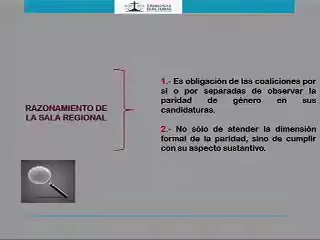 RAZONAMIENTO DE
LA SALA REGIONAL
1.- Es obligación de las coaliciones por
si o por separadas de observar la
paridad de género en sus
candidaturas.
2.- No sólo de atender la dimensión
formal de la paridad, sino de cumplir
con su aspecto sustantivo.